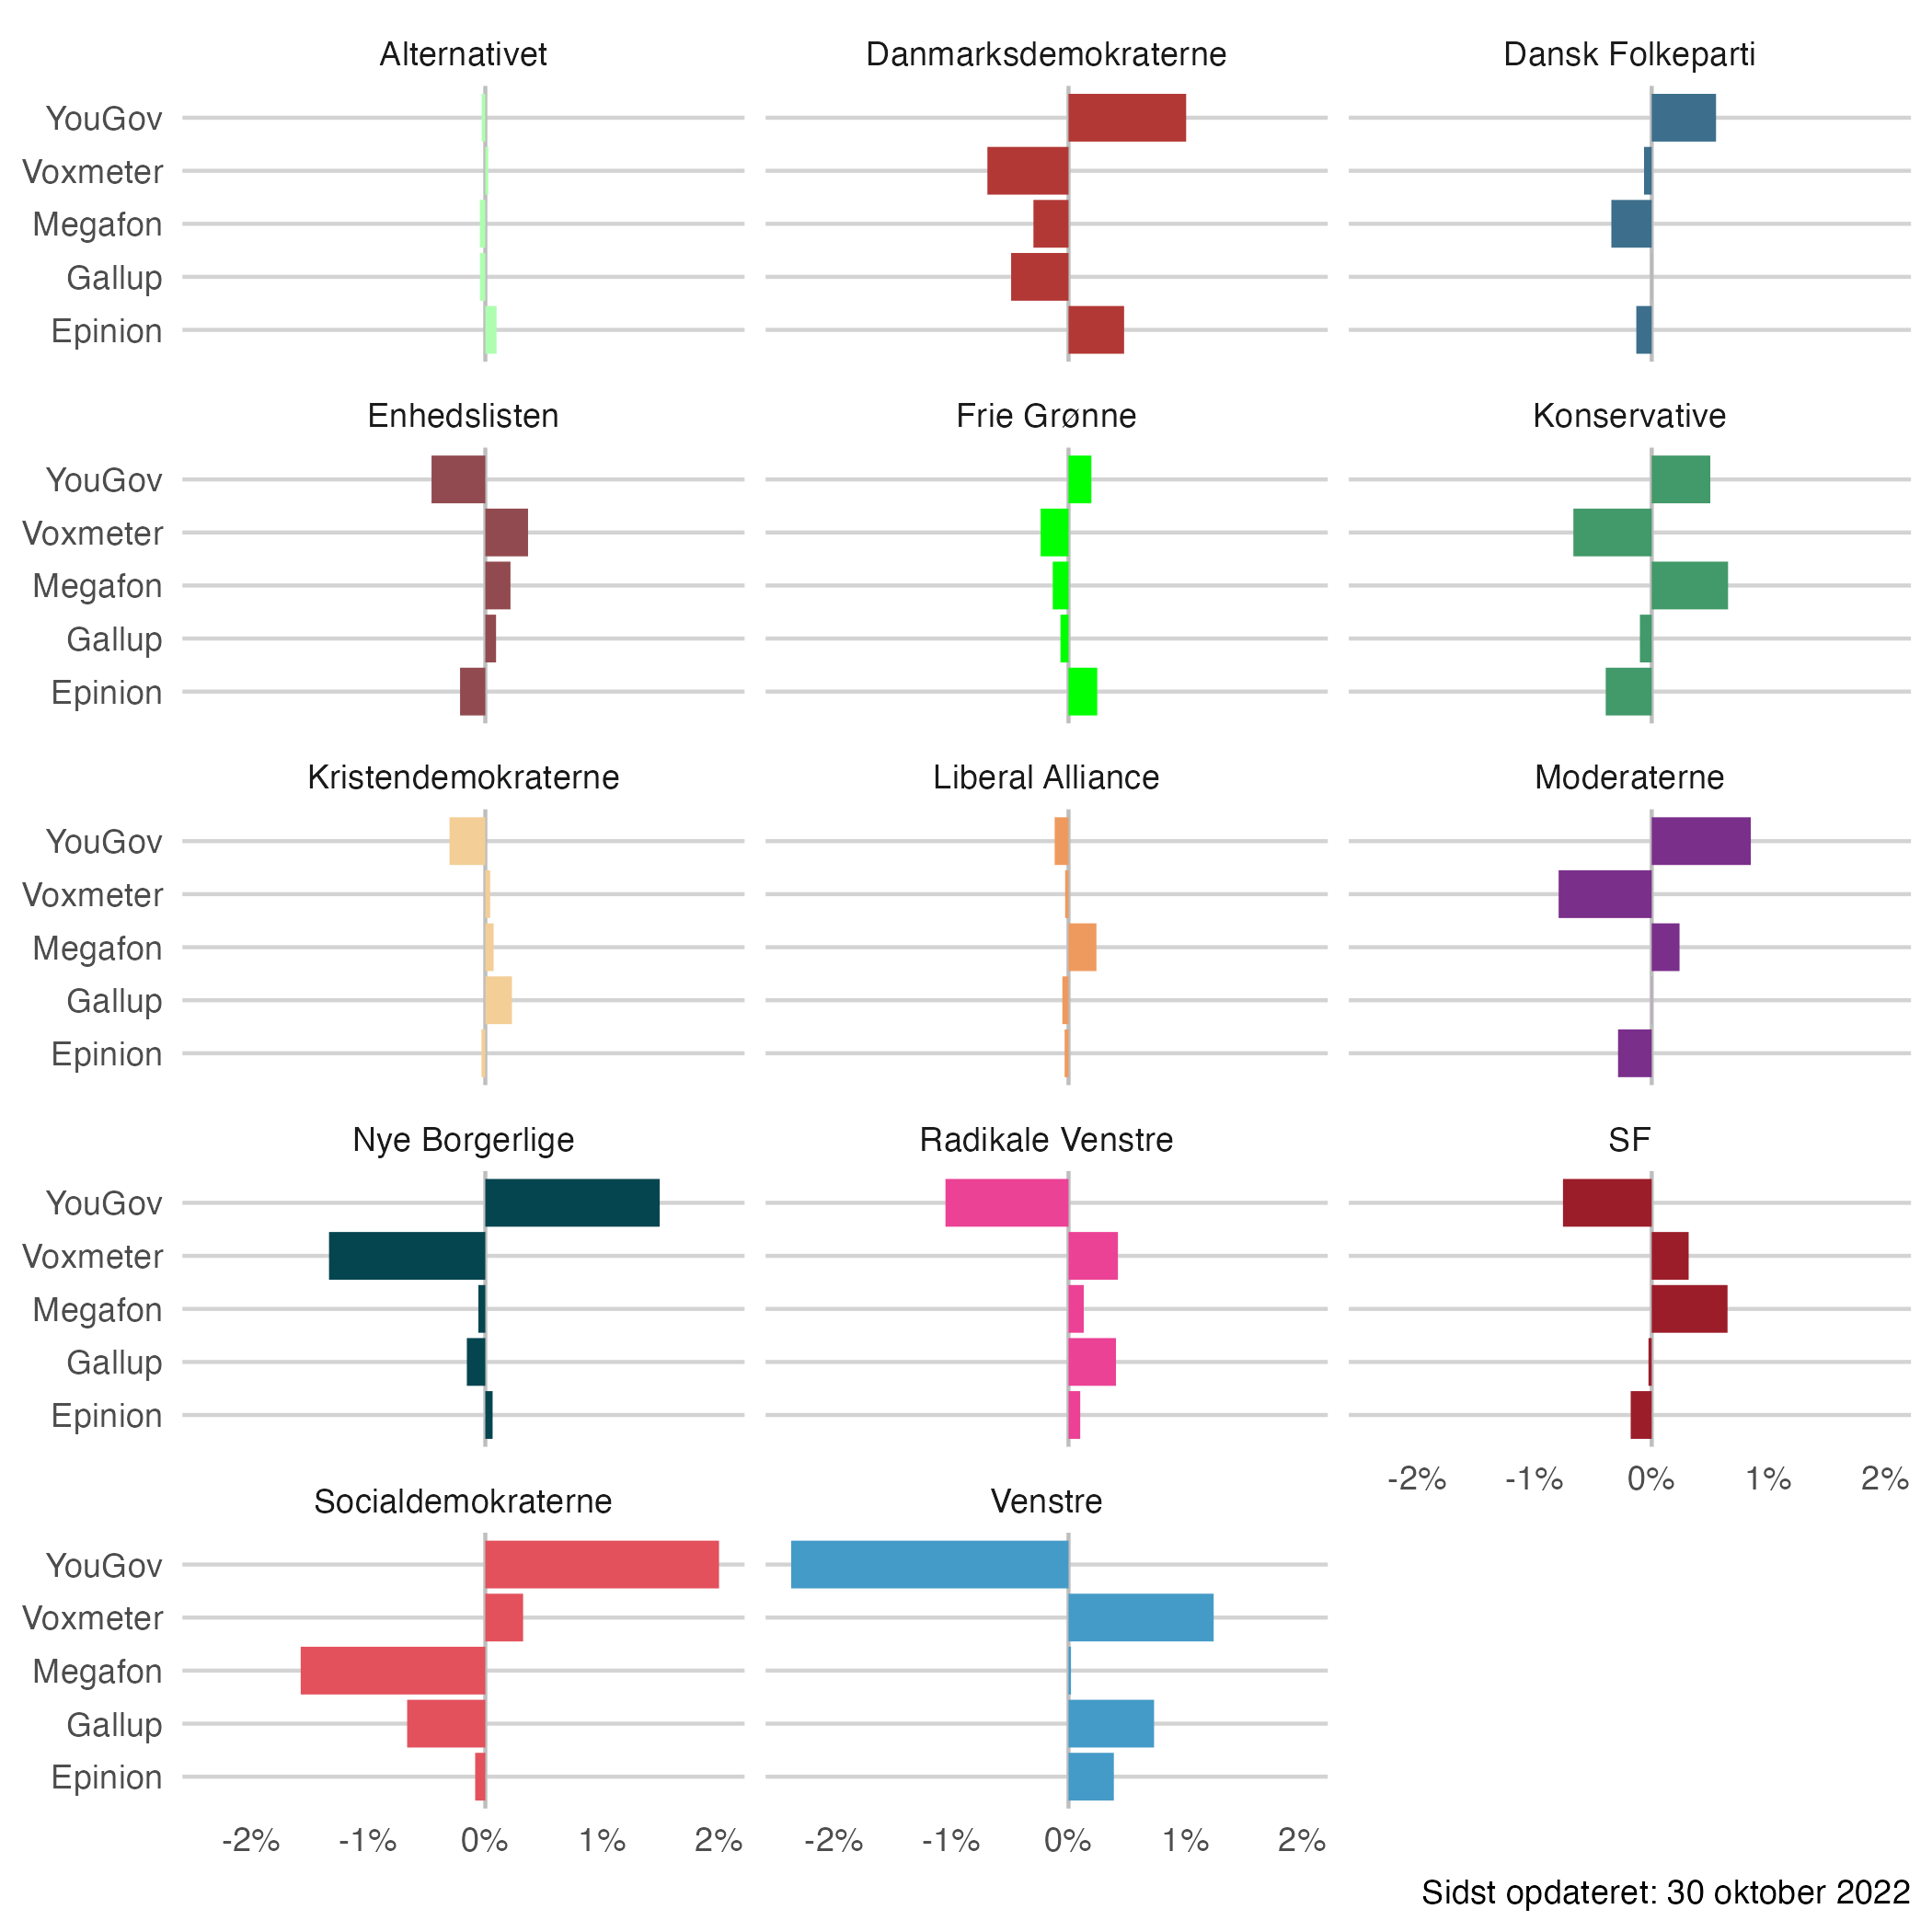 Alternativet Danmarksdemokraterne Dansk Folkeparti
YouGov
Voxmeter
Megafon
Gallup
Epinion
Enhedslisten Frie Grønne Konservative
YouGov
Voxmeter
Megafon
Gallup
Epinion
Kristendemokraterne Liberal Alliance Moderaterne
YouGov
Voxmeter
Megafon
Gallup
Epinion
Nye Borgerlige Radikale Venstre SF
YouGov
Voxmeter
Megafon
Gallup
Epinion
-2% -1% 0% 1% 2%
Socialdemokraterne Venstre
YouGov
Voxmeter
Megafon
Gallup
Epinion
-2% -1% 0% 1% 2% -2% -1% 0% 1% 2%
Sidst opdateret: 30 oktober 2022